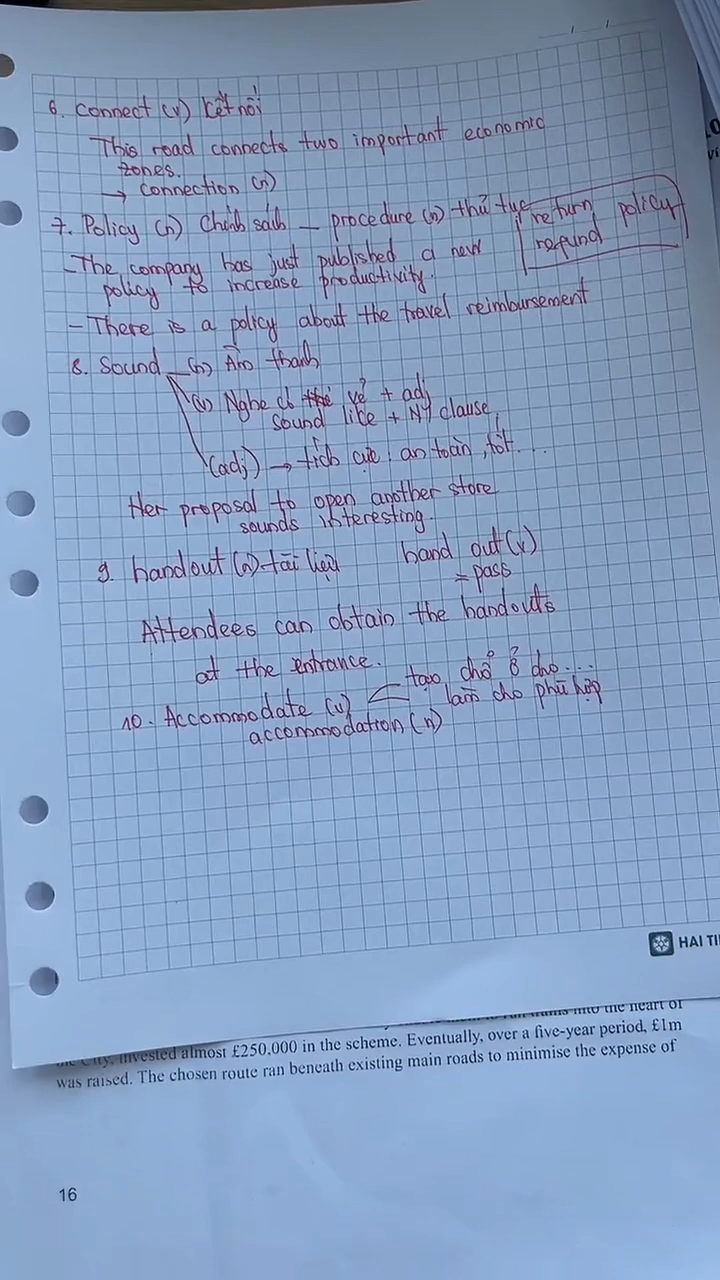 6. Connect (v) kết nối
This road connects two important economic
zones.
→ connection (n)
7. Policy (n) Chính sách — procedure (n) thủ tục
return policy
refund
- The company has just published a new
policy to increase productivity.
- There is a policy about the travel reimbursement
8. Sound (n) Âm thanh
(v) Nghe có vẻ + adj
sound like + N/clause
(adj) → tích cực, an toàn, tốt...
Her proposal to open another store
sounds interesting.
9. handout (n) tài liệu hand out (v)
= pass
Attendees can obtain the handouts
at the entrance.
10. Accommodate (v) tạo chỗ ở cho...
làm cho phù hợp
accommodation (n)
HAI TI
into the heart of
the City, invested almost £250.000 in the scheme. Eventually, over a five-year period, £1m
was raised. The chosen route ran beneath existing main roads to minimise the expense of
16